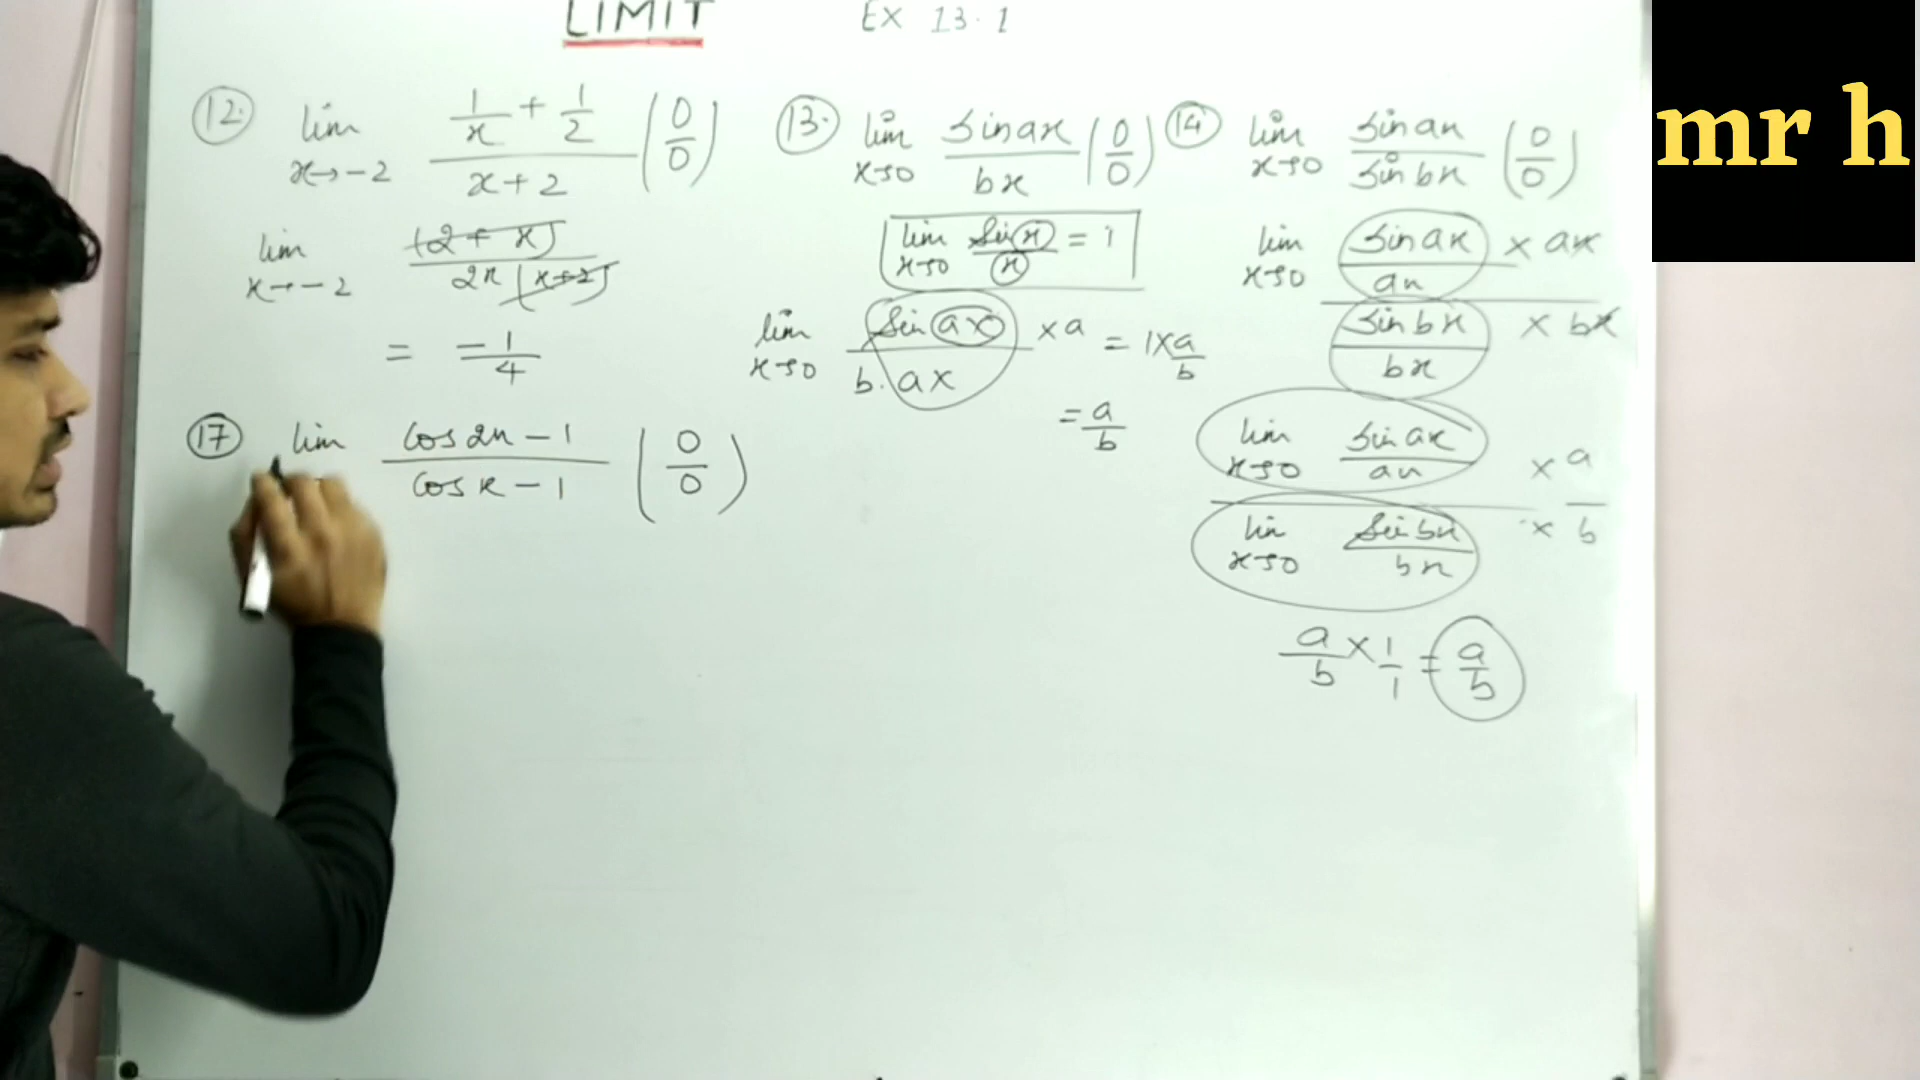 LIMIT EX 13.1
mr h
12. lim x→-2 (1/x + 1/2)/(x+2) (0/0)
lim x→-2 (2+x)/(2x(x+2))
= -1/4
13. lim x→0 sin ax/bx (0/0)
lim x→0 sin x/x = 1
lim x→0 sin ax/(b.ax) × a = 1×a/b
= a/b
14 lim x→0 sin ax/sin bx (0/0)
lim x→0 (sin ax/ax × ax)/(sin bx/bx × bx)
lim x→0 sin ax/ax × a
lim x→0 sin bx/bx × b
a/b × 1/1 = a/b
17 lim cos 2x - 1/cos x - 1 (0/0)